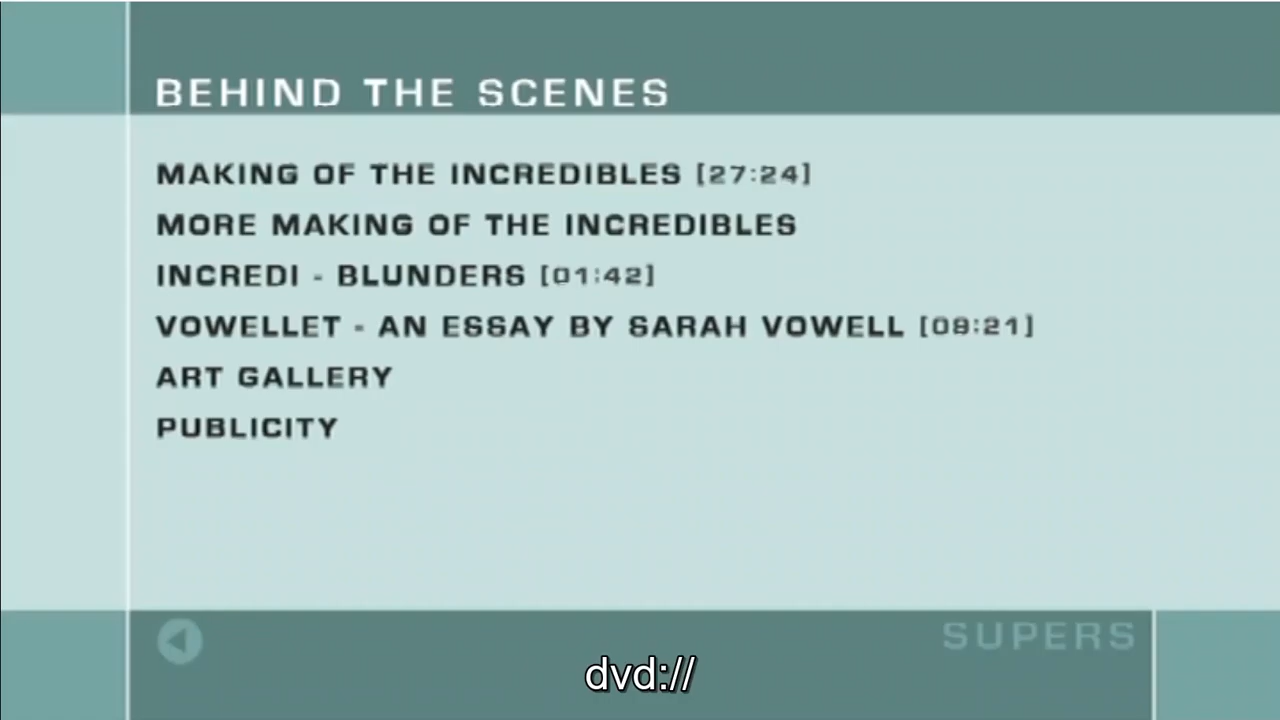 BEHIND THE SCENES
MAKING OF THE INCREDIBLES [27:24]
MORE MAKING OF THE INCREDIBLES
INCREDI - BLUNDERS [01:42]
VOWELLET - AN ESSAY BY SARAH VOWELL [08:21]
ART GALLERY
PUBLICITY
SUPERS
dvd://